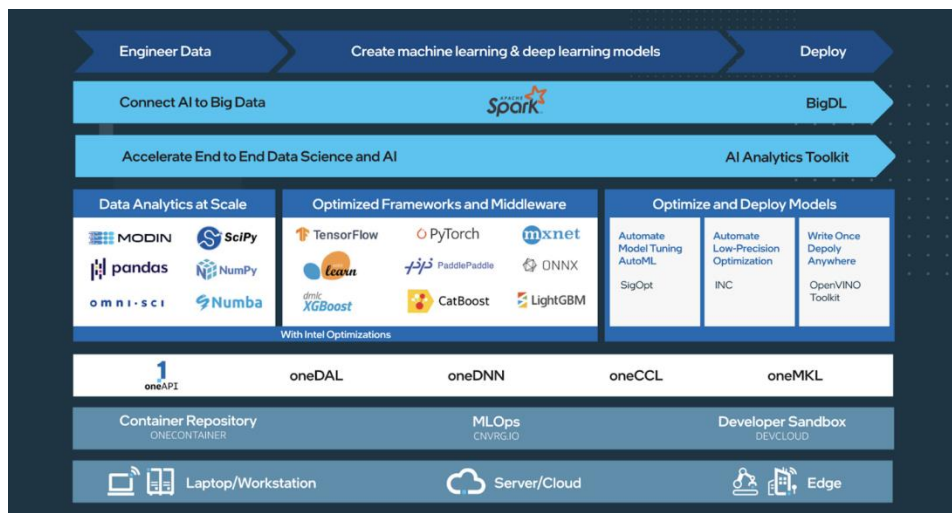 Engineer Data
Create machine learning & deep learning models
Deploy
Connect AI to Big Data
APACHE
Spark
BigDL
Accelerate End to End Data Science and AI
AI Analytics Toolkit
Data Analytics at Scale
MODIN
SciPy
pandas
NumPy
omni·sci
Numba
Optimized Frameworks and Middleware
TensorFlow
PyTorch
mxnet
learn
PaddlePaddle
ONNX
dmlc
XGBoost
CatBoost
LightGBM
With Intel Optimizations
Optimize and Deploy Models
Automate
Model Tuning
AutoML
SigOpt
Automate
Low-Precision
Optimization
INC
Write Once
Depoly
Anywhere
OpenVINO
Toolkit
1
oneAPI
oneDAL
oneDNN
oneCCL
oneMKL
Container Repository
ONECONTAINER
MLOps
CNVRG.IO
Developer Sandbox
DEVCLOUD
Laptop/Workstation
Server/Cloud
Edge